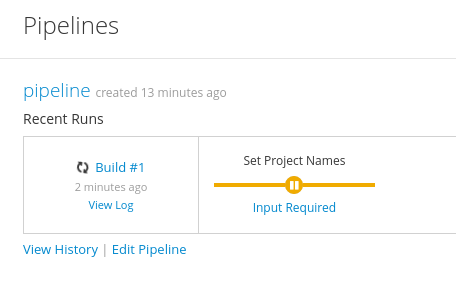 Pipelines
pipeline created 13 minutes ago
Recent Runs
Build #1
2 minutes ago
View Log
Set Project Names
Input Required
View History | Edit Pipeline